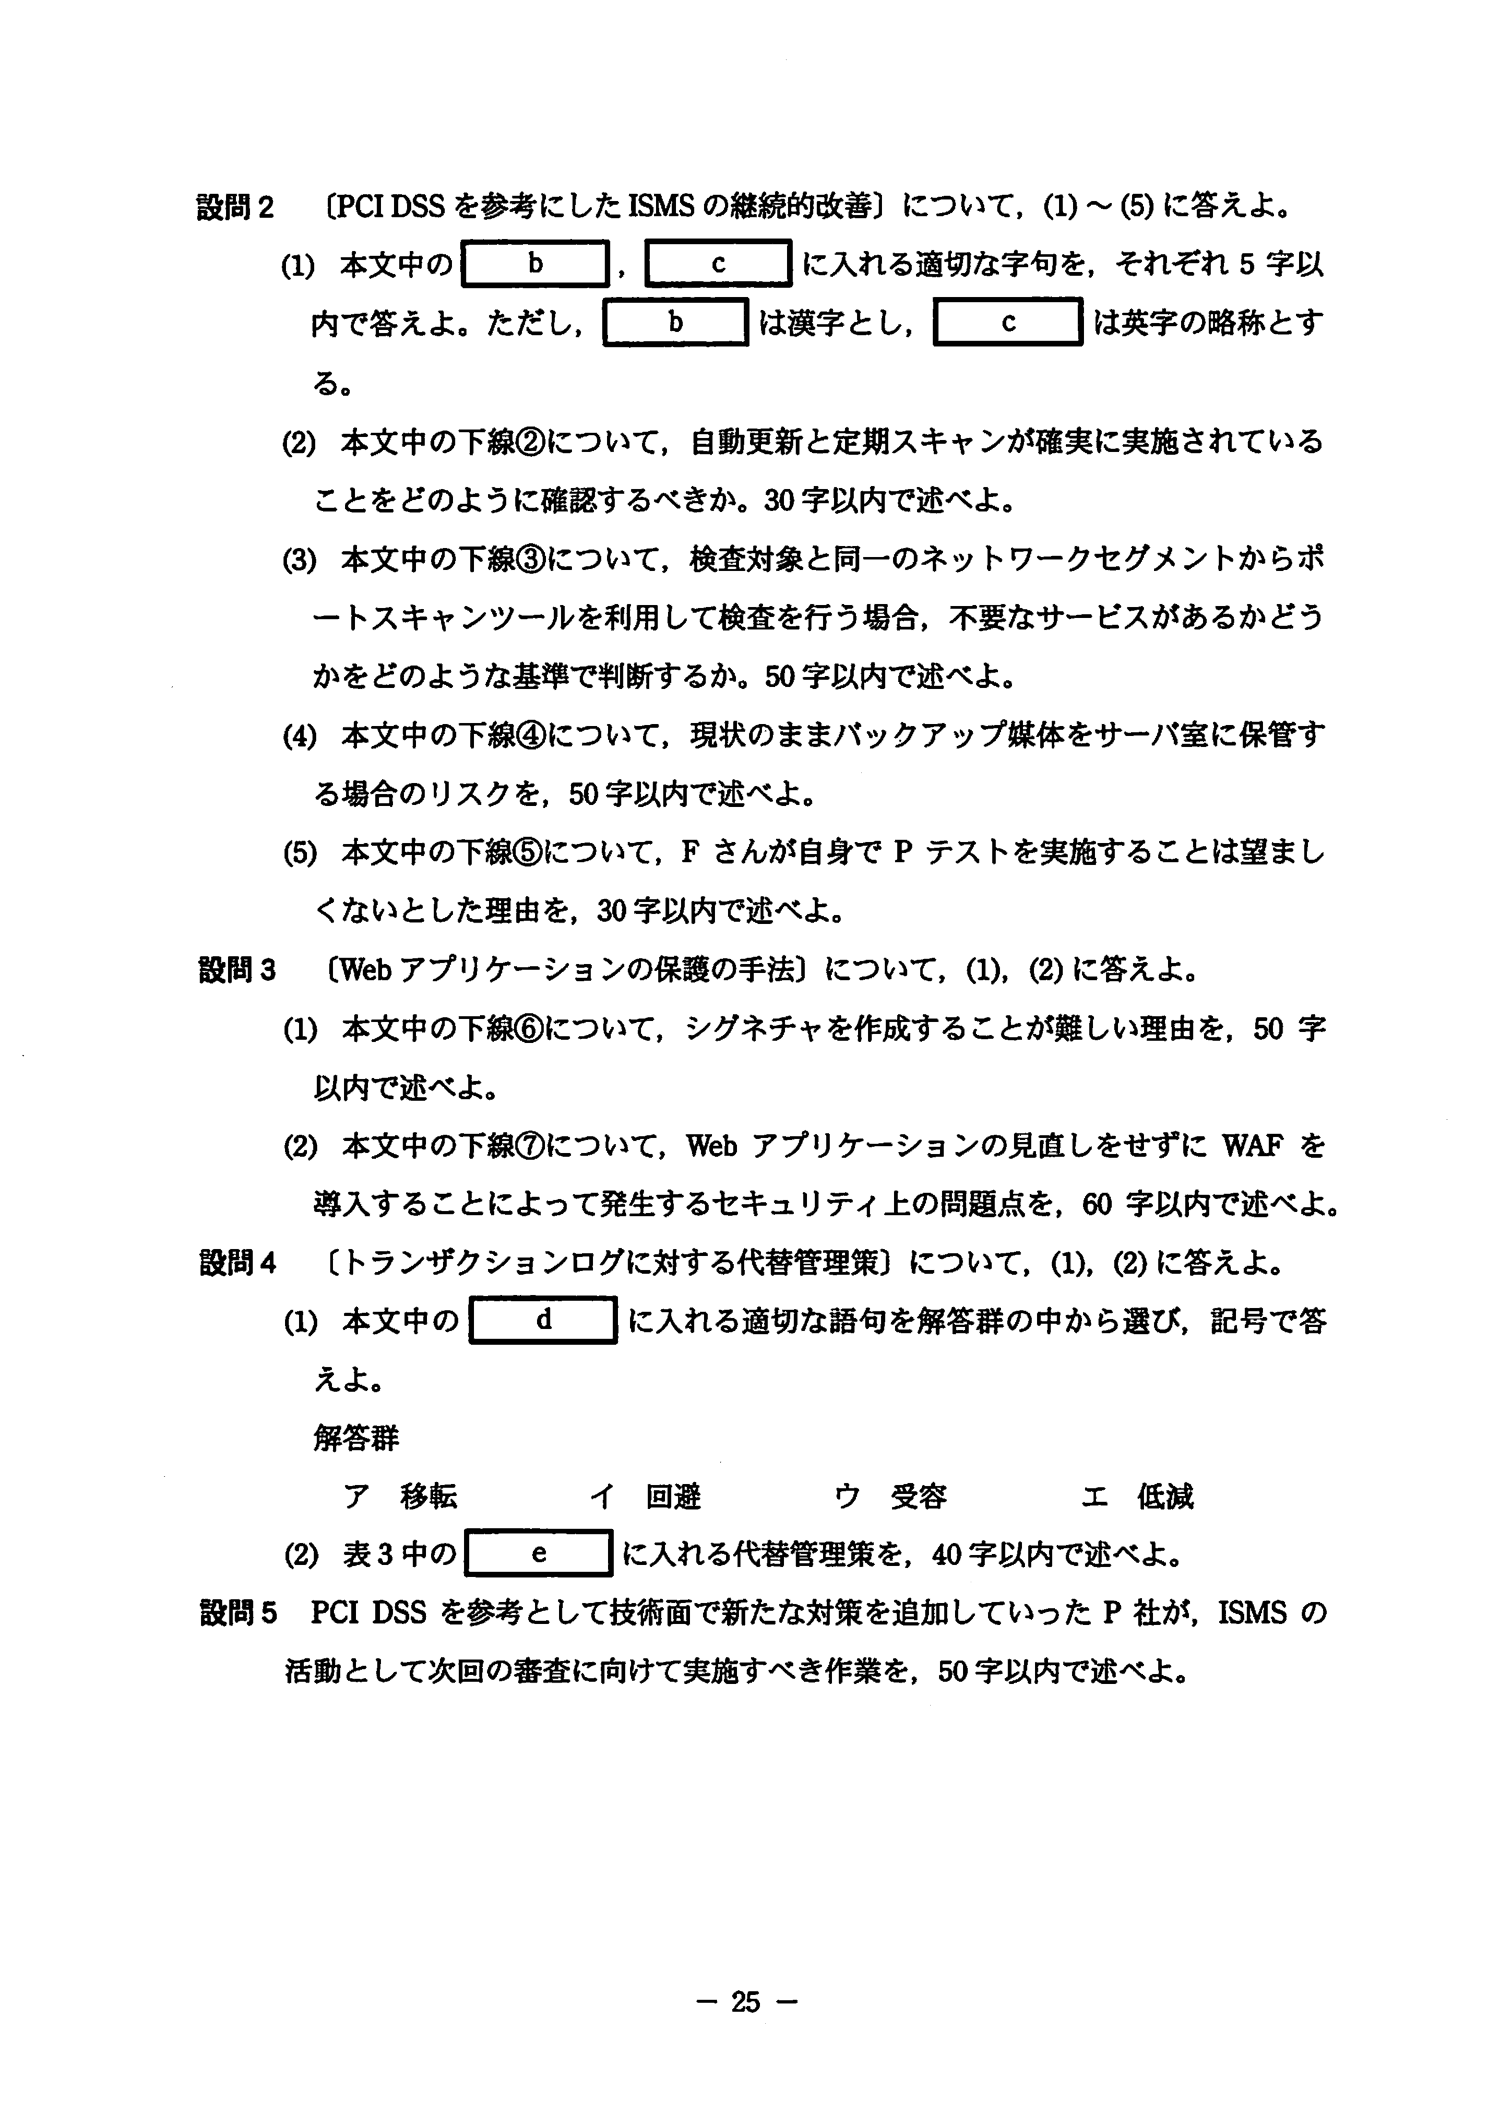 設問2 〔PCI DSS を参考にした ISMS の継続的改善〕について，(1)～(5)に答えよ。
(1) 本文中の b ， c に入れる適切な字句を，それぞれ 5 字以
内で答えよ。ただし， b は漢字とし， c は英字の略称とす
る。
(2) 本文中の下線②について，自動更新と定期スキャンが確実に実施されている
ことをどのように確認するべきか。30 字以内で述べよ。
(3) 本文中の下線③について，検査対象と同一のネットワークセグメントからポ
ートスキャンツールを利用して検査を行う場合，不要なサービスがあるかどう
かをどのような基準で判断するか。50 字以内で述べよ。
(4) 本文中の下線④について，現状のままバックアップ媒体をサーバ室に保管す
る場合のリスクを，50 字以内で述べよ。
(5) 本文中の下線⑤について，F さんが自身で P テストを実施することは望まし
くないとした理由を，30 字以内で述べよ。
設問3 〔Web アプリケーションの保護の手法〕について，(1)，(2)に答えよ。
(1) 本文中の下線⑥について，シグネチャを作成することが難しい理由を，50 字
以内で述べよ。
(2) 本文中の下線⑦について，Web アプリケーションの見直しをせずに WAF を
導入することによって発生するセキュリティ上の問題点を，60 字以内で述べよ。
設問4 〔トランザクションログに対する代替管理策〕について，(1)，(2)に答えよ。
(1) 本文中の d に入れる適切な語句を解答群の中から選び，記号で答
えよ。
解答群
ア 移転 イ 回避 ウ 受容 エ 低減
(2) 表 3 中の e に入れる代替管理策を，40 字以内で述べよ。
設問5 PCI DSS を参考として技術面で新たな対策を追加していった P 社が，ISMS の
活動として次回の審査に向けて実施すべき作業を，50 字以内で述べよ。
－ 25 －